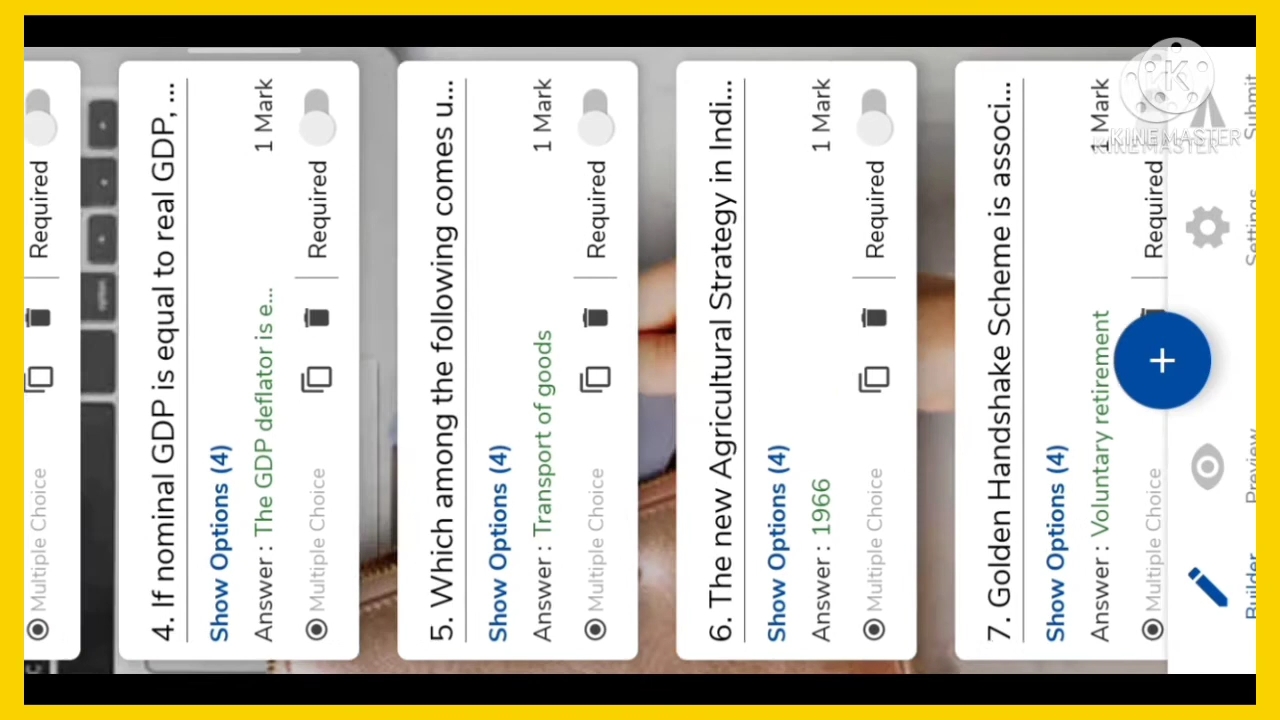 Required
Multiple Choice
4. If nominal GDP is equal to real GDP, ...
Show Options (4)
Answer : The GDP deflator is e...
1 Mark
Multiple Choice
Required
5. Which among the following comes u...
Show Options (4)
Answer : Transport of goods
1 Mark
Multiple Choice
Required
6. The new Agricultural Strategy in Indi...
Show Options (4)
Answer : 1966
1 Mark
Multiple Choice
Required
7. Golden Handshake Scheme is associ...
Show Options (4)
Answer : Voluntary retirement
1 Mark
Multiple Choice
Required
+
Builder
Preview
Settings
Submit
K
KINEMASTER
KINEMASTER
option